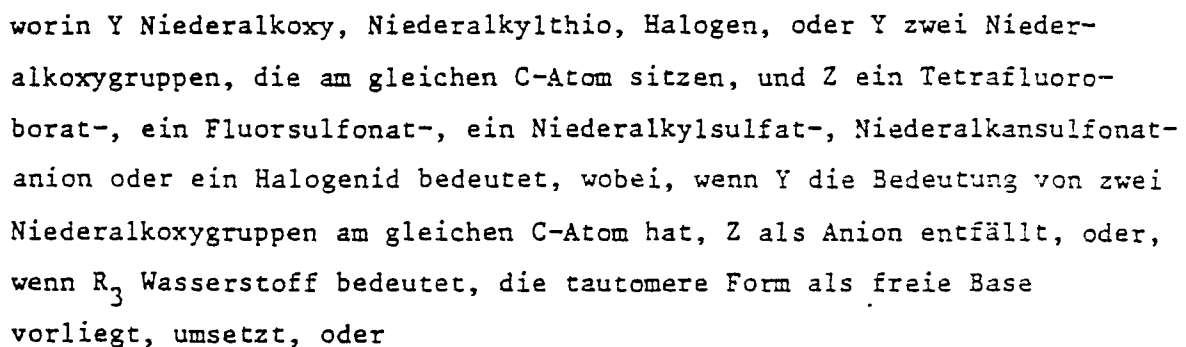 worin Y Niederalkoxy, Niederalkylthio, Halogen, oder Y zwei Nieder-
alkoxygruppen, die am gleichen C-Atom sitzen, und Z ein Tetrafluoro-
borat-, ein Fluorsulfonat-, ein Niederalkylsulfat-, Niederalkansulfonat-
anion oder ein Halogenid bedeutet, wobei, wenn Y die Bedeutung von zwei
Niederalkoxygruppen am gleichen C-Atom hat, Z als Anion entfällt, oder,
wenn R₃ Wasserstoff bedeutet, die tautomere Form als freie Base
vorliegt, umsetzt, oder